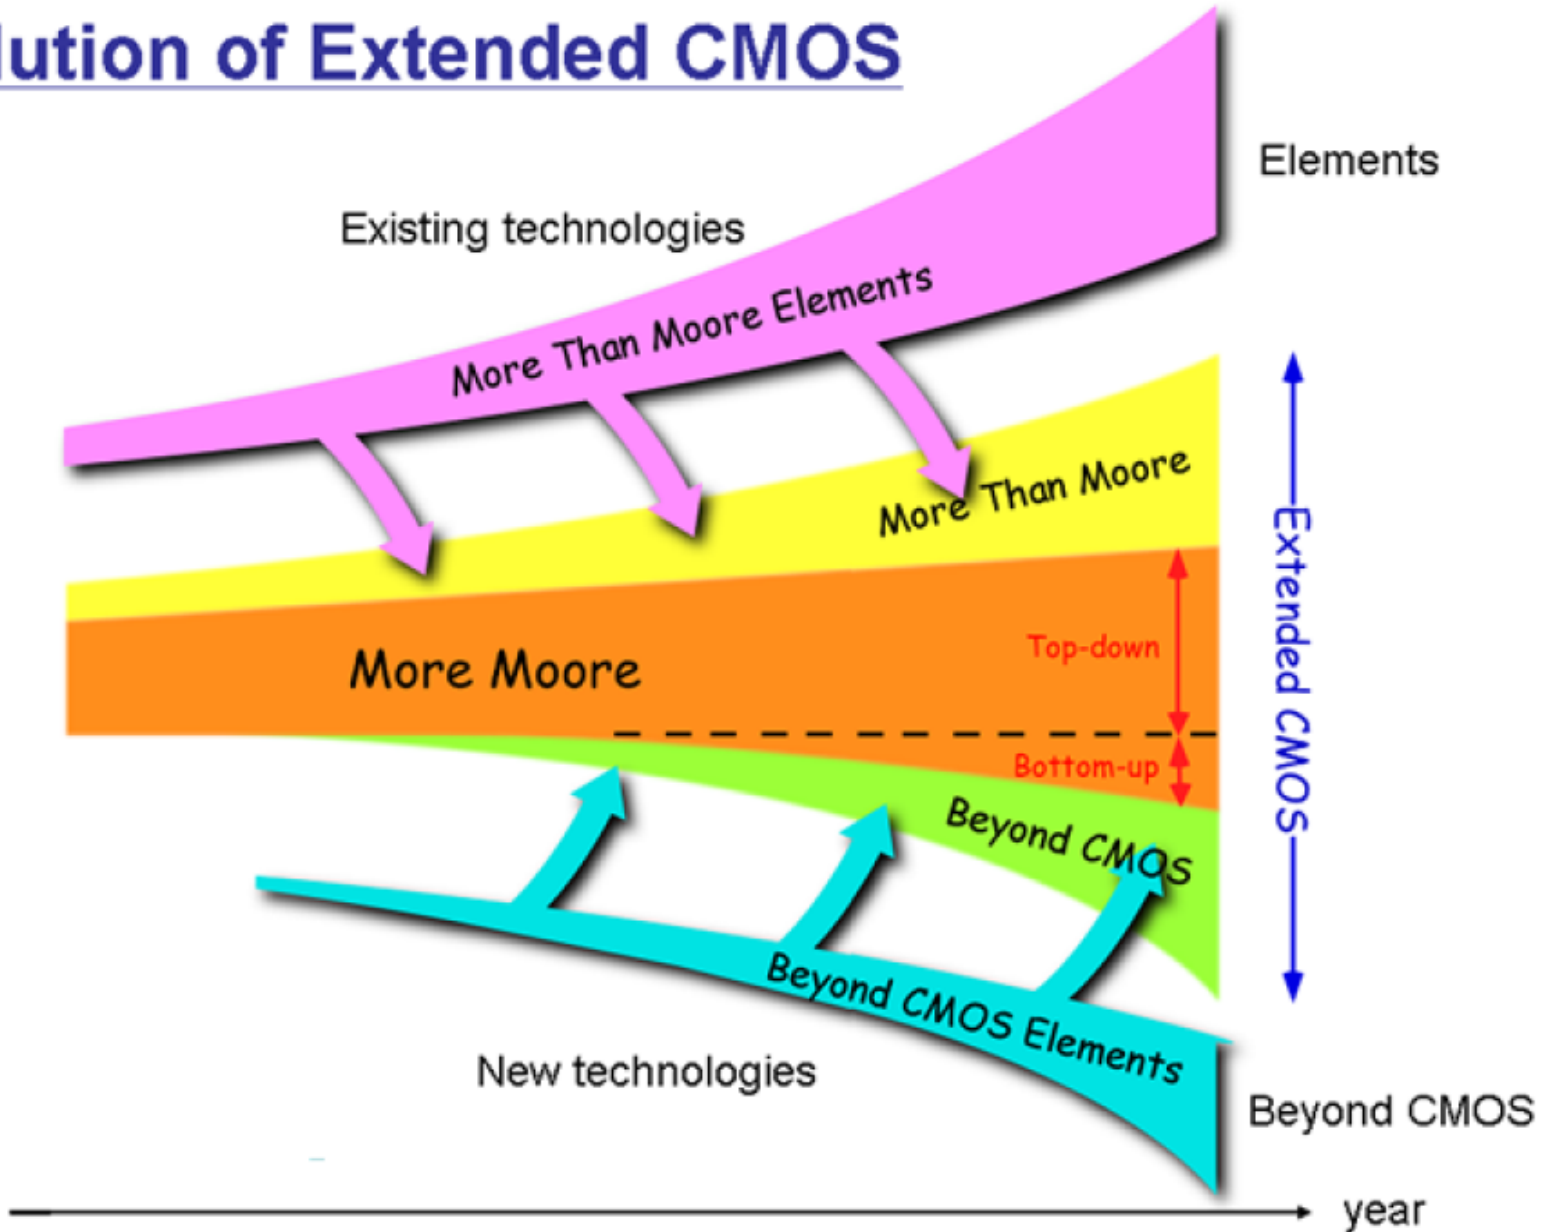 lution of Extended CMOS
Elements
Existing technologies
More Than Moore Elements
More Than Moore
Extended CMOS
More Moore
Top-down
Bottom-up
Beyond CMOS
Beyond CMOS Elements
New technologies
Beyond CMOS
year